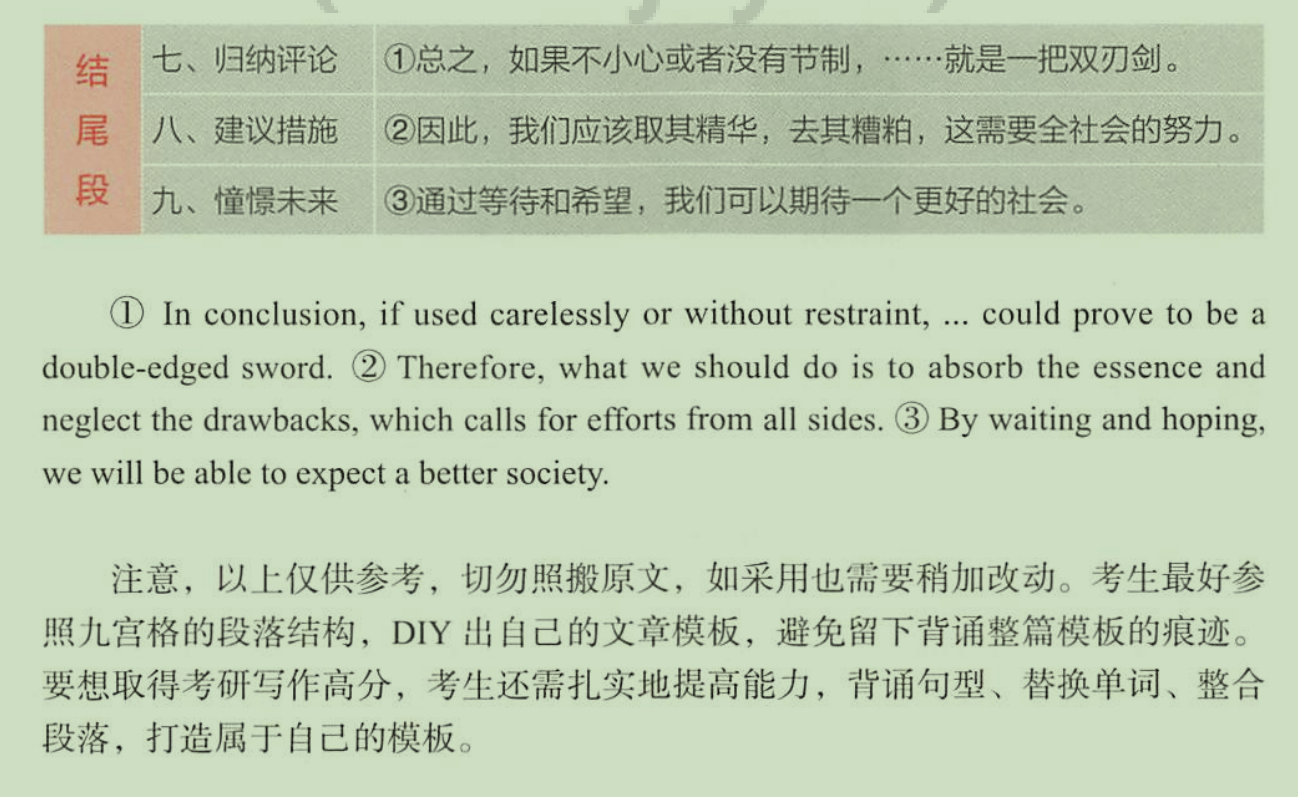 结尾段
七、归纳评论 ①总之，如果不小心或者没有节制，……就是一把双刃剑。
八、建议措施 ②因此，我们应该取其精华，去其糟粕，这需要全社会的努力。
九、憧憬未来 ③通过等待和希望，我们可以期待一个更好的社会。
① In conclusion, if used carelessly or without restraint, ... could prove to be a
double-edged sword. ② Therefore, what we should do is to absorb the essence and
neglect the drawbacks, which calls for efforts from all sides. ③ By waiting and hoping,
we will be able to expect a better society.
注意，以上仅供参考，切勿照搬原文，如采用也需要稍加改动。考生最好参
照九宫格的段落结构，DIY 出自己的文章模板，避免留下背诵整篇模板的痕迹。
要想取得考研写作高分，考生还需扎实地提高能力，背诵句型、替换单词、整合
段落，打造属于自己的模板。